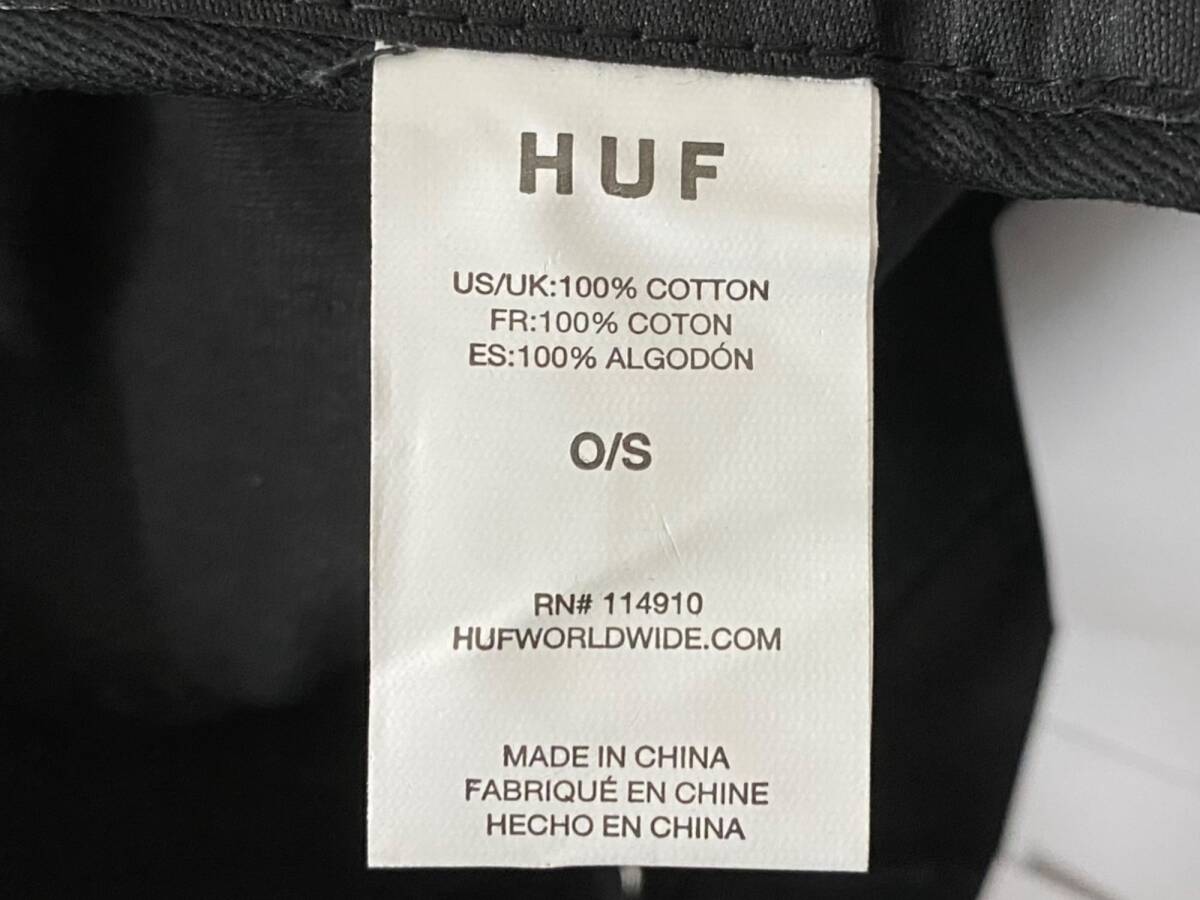 HUF
US/UK:100% COTTON
FR:100% COTON
ES:100% ALGODÓN
O/S
RN# 114910
HUFWORLDWIDE.COM
MADE IN CHINA
FABRIQUÉ EN CHINE
HECHO EN CHINA